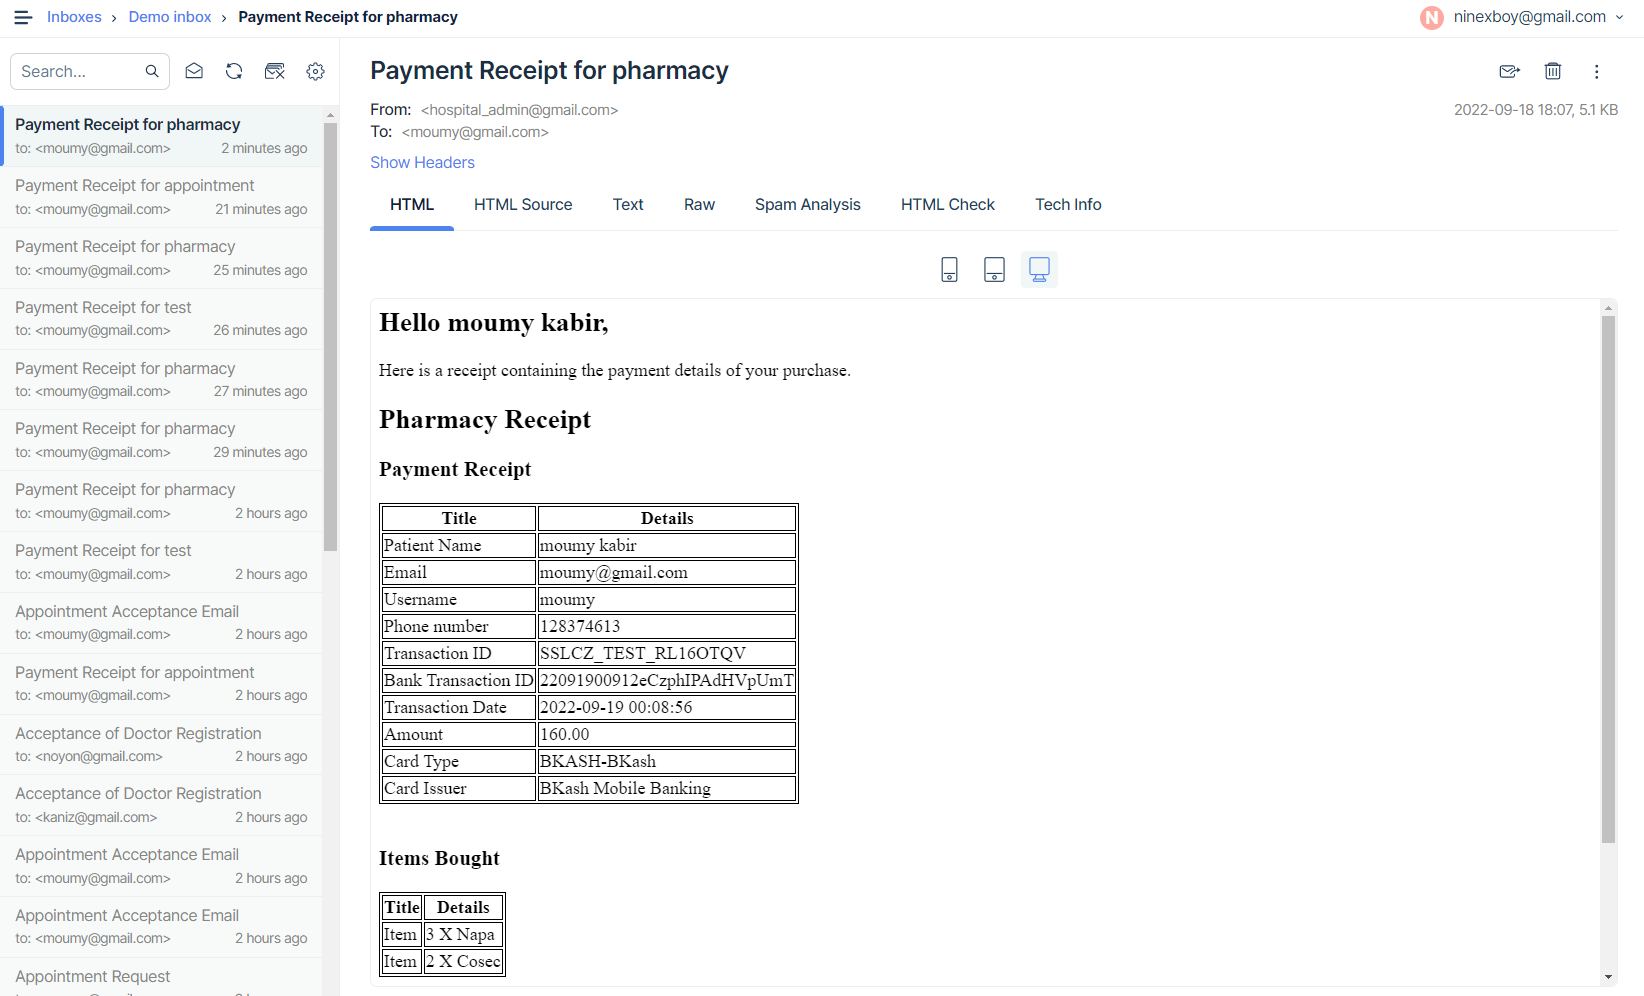 Inboxes › Demo inbox › Payment Receipt for pharmacy
N ninexboy@gmail.com
Search...
Payment Receipt for pharmacy
to: <moumy@gmail.com> 2 minutes ago
Payment Receipt for appointment
to: <moumy@gmail.com> 21 minutes ago
Payment Receipt for pharmacy
to: <moumy@gmail.com> 25 minutes ago
Payment Receipt for test
to: <moumy@gmail.com> 26 minutes ago
Payment Receipt for pharmacy
to: <moumy@gmail.com> 27 minutes ago
Payment Receipt for pharmacy
to: <moumy@gmail.com> 29 minutes ago
Payment Receipt for pharmacy
to: <moumy@gmail.com> 2 hours ago
Payment Receipt for test
to: <moumy@gmail.com> 2 hours ago
Appointment Acceptance Email
to: <moumy@gmail.com> 2 hours ago
Payment Receipt for appointment
to: <moumy@gmail.com> 2 hours ago
Acceptance of Doctor Registration
to: <noyon@gmail.com> 2 hours ago
Acceptance of Doctor Registration
to: <kaniz@gmail.com> 2 hours ago
Appointment Acceptance Email
to: <moumy@gmail.com> 2 hours ago
Appointment Acceptance Email
to: <moumy@gmail.com> 2 hours ago
Appointment Request
Payment Receipt for pharmacy
From: <hospital_admin@gmail.com> 2022-09-18 18:07, 5.1 KB
To: <moumy@gmail.com>
Show Headers
HTML HTML Source Text Raw Spam Analysis HTML Check Tech Info
Hello moumy kabir,
Here is a receipt containing the payment details of your purchase.
Pharmacy Receipt
Payment Receipt
Title Details
Patient Name moumy kabir
Email moumy@gmail.com
Username moumy
Phone number 128374613
Transaction ID SSLCZ_TEST_RL16OTQV
Bank Transaction ID 22091900912eCzphIPAdHVpUmT
Transaction Date 2022-09-19 00:08:56
Amount 160.00
Card Type BKASH-BKash
Card Issuer BKash Mobile Banking
Items Bought
Title Details
Item 3 X Napa
Item 2 X Cosec